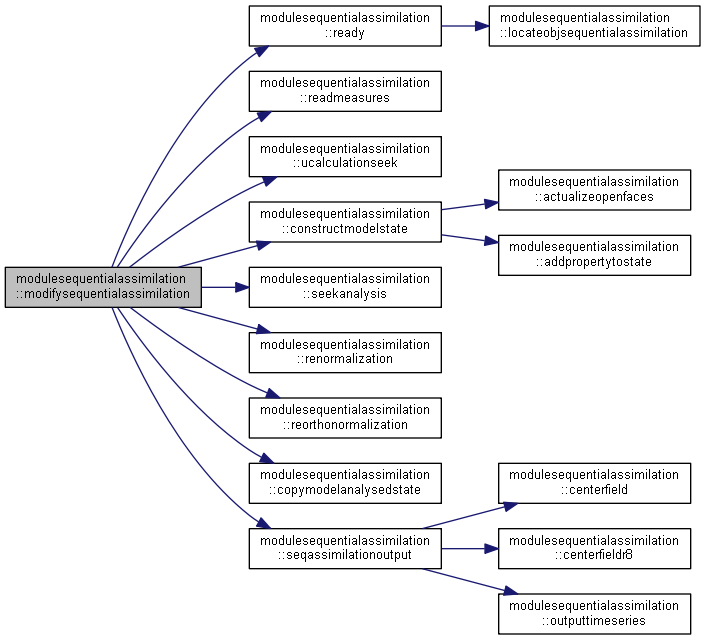 modulesequentialassimilation
::modifysequentialassimilation
modulesequentialassimilation
::ready
modulesequentialassimilation
::locateobjsequentialassimilation
modulesequentialassimilation
::readmeasures
modulesequentialassimilation
::ucalculationseek
modulesequentialassimilation
::constructmodelstate
modulesequentialassimilation
::actualizeopenfaces
modulesequentialassimilation
::addpropertytostate
modulesequentialassimilation
::seekanalysis
modulesequentialassimilation
::renormalization
modulesequentialassimilation
::reorthonormalization
modulesequentialassimilation
::copymodelanalysedstate
modulesequentialassimilation
::seqassimilationoutput
modulesequentialassimilation
::centerfield
modulesequentialassimilation
::centerfieldr8
modulesequentialassimilation
::outputtimeseries